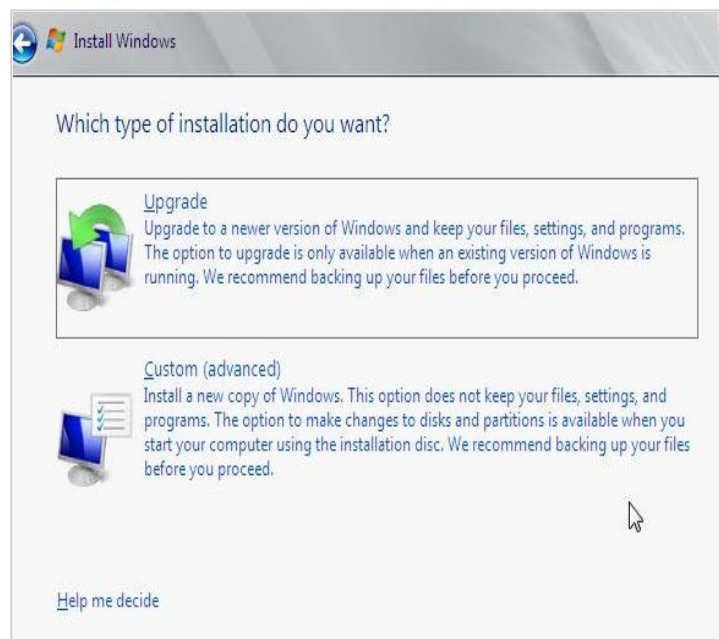 Install Windows
Which type of installation do you want?
Upgrade
Upgrade to a newer version of Windows and keep your files, settings, and programs.
The option to upgrade is only available when an existing version of Windows is
running. We recommend backing up your files before you proceed.
Custom (advanced)
Install a new copy of Windows. This option does not keep your files, settings, and
programs. The option to make changes to disks and partitions is available when you
start your computer using the installation disc. We recommend backing up your files
before you proceed.
Help me decide